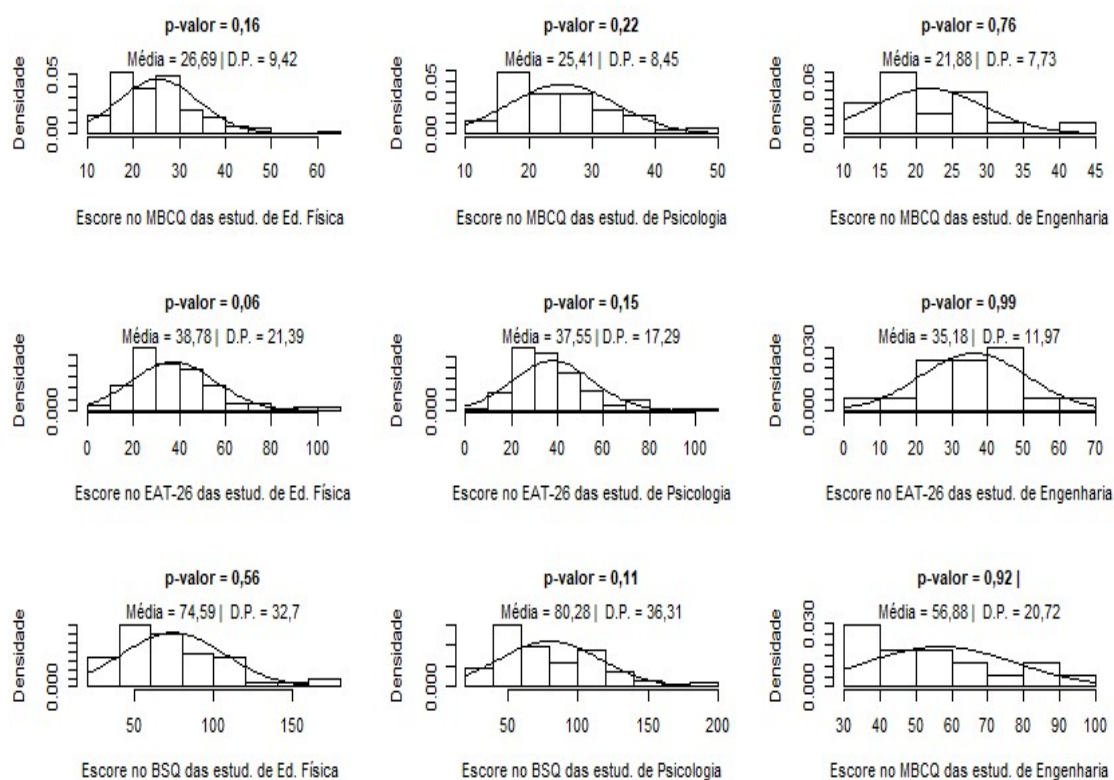 p-valor = 0,16
Média = 26,69 | D.P. = 9,42
Densidade
0.00 0.05
10 20 30 40 50 60
Escore no MBCQ das estud. de Ed. Física
p-valor = 0,22
Média = 25,41 | D.P. = 8,45
Densidade
0.00 0.05
10 20 30 40 50
Escore no MBCQ das estud. de Psicologia
p-valor = 0,76
Média = 21,88 | D.P. = 7,73
Densidade
0.00 0.06
10 15 20 25 30 35 40 45
Escore no MBCQ das estud. de Engenharia
p-valor = 0,06
Média = 38,78 | D.P. = 21,39
Densidade
0.000
0 20 40 60 80 100
Escore no EAT-26 das estud. de Ed. Física
p-valor = 0,15
Média = 37,55 | D.P. = 17,29
Densidade
0.000
0 20 40 60 80 100
Escore no EAT-26 das estud. de Psicologia
p-valor = 0,99
Média = 35,18 | D.P. = 11,97
Densidade
0.000 0.030
0 10 20 30 40 50 60 70
Escore no EAT-26 das estud. de Engenharia
p-valor = 0,56
Média = 74,59 | D.P. = 32,7
Densidade
0.000
50 100 150
Escore no BSQ das estud. de Ed. Física
p-valor = 0,11
Média = 80,28 | D.P. = 36,31
Densidade
0.000
50 100 150 200
Escore no BSQ das estud. de Psicologia
p-valor = 0,92 |
Média = 56,88 | D.P. = 20,72
Densidade
0.000 0.030
30 40 50 60 70 80 90 100
Escore no MBCQ das estud. de Engenharia